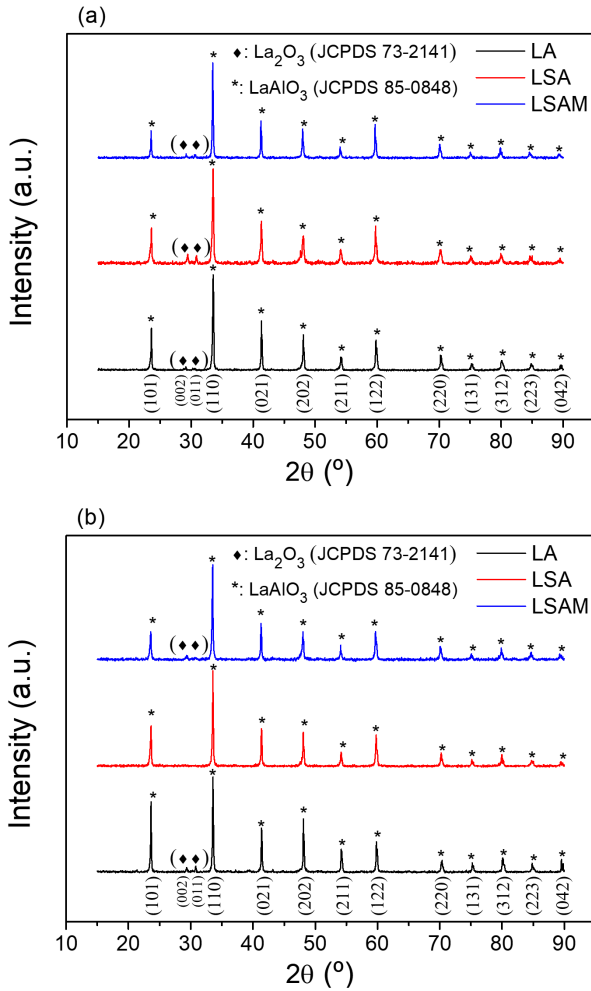 (a)
♦: La₂O₃ (JCPDS 73-2141)
*: LaAlO₃ (JCPDS 85-0848)
LA
LSA
LSAM
* (♦♦) * * * * * * * * * *
* (♦♦) * * * * * * * * * *
* (♦♦) * * * * * * * * * *
Intensity (a.u.)
(101) (002) (011) (110) (021) (202) (211) (122) (220) (131) (312) (223) (042)
10 20 30 40 50 60 70 80 90
2θ (º)
(b)
♦: La₂O₃ (JCPDS 73-2141)
*: LaAlO₃ (JCPDS 85-0848)
LA
LSA
LSAM
* (♦♦) * * * * * * * * * *
* * * * * * * * * * *
* (♦♦) * * * * * * * * * *
Intensity (a.u.)
(101) (002) (011) (110) (021) (202) (211) (122) (220) (131) (312) (223) (042)
10 20 30 40 50 60 70 80 90
2θ (º)